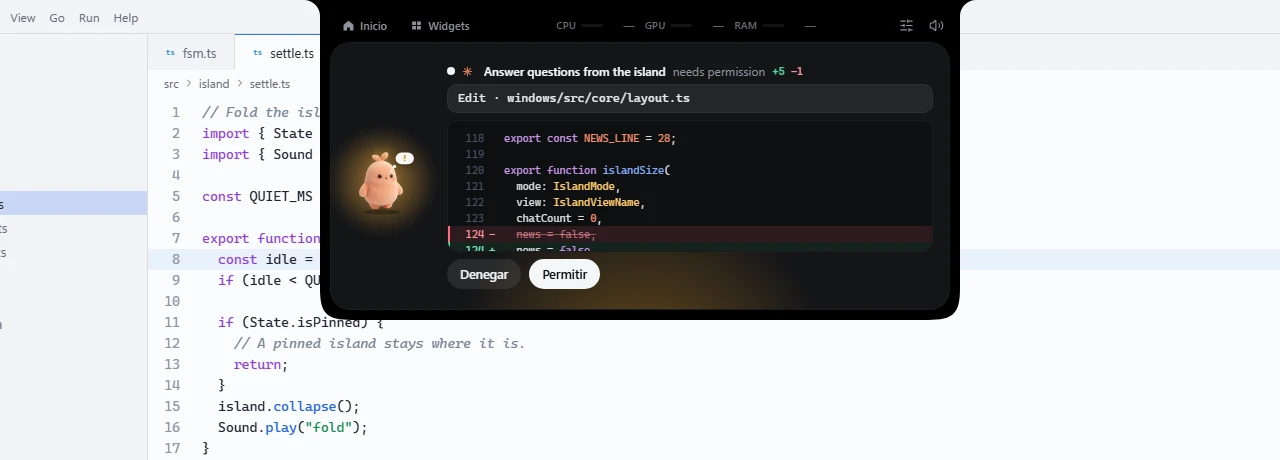 View Go Run Help
Inicio Widgets CPU — GPU — RAM —
ts fsm.ts ts settle.ts
src > island > settle.ts
Answer questions from the island needs permission +5 −1
Edit · windows/src/core/layout.ts
118 export const NEWS_LINE = 28;
119
120 export function islandSize(
121 mode: IslandMode,
122 view: IslandViewName,
123 chatCount = 0,
124 − news = false,
124 + news = false,
!
Denegar Permitir
1 // Fold the isl
2 import { State
3 import { Sound
4
5 const QUIET_MS
6
7 export function
8 const idle =
9 if (idle < QU
10
11 if (State.isPinned) {
12 // A pinned island stays where it is.
13 return;
14 }
15 island.collapse();
16 Sound.play("fold");
17 }